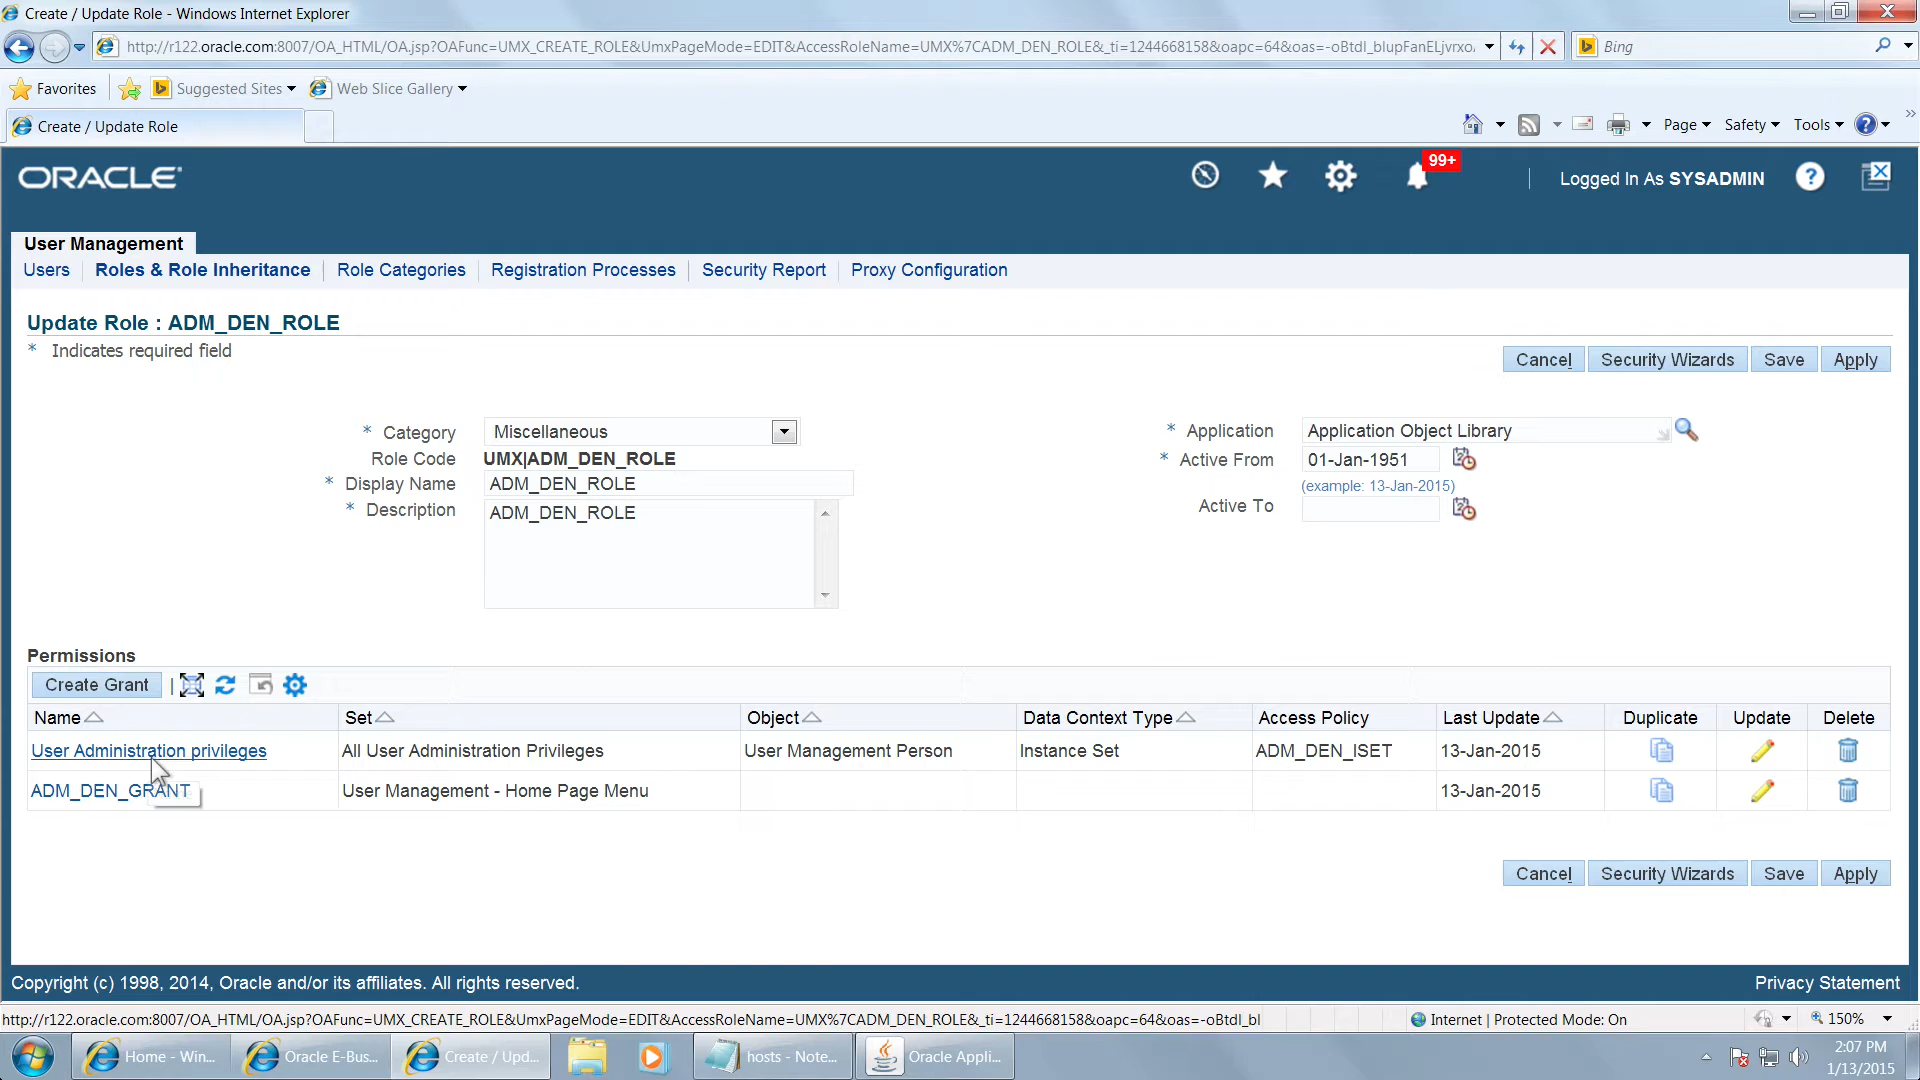 Create / Update Role - Windows Internet Explorer
http://r122.oracle.com:8007/OA_HTML/OA.jsp?OAFunc=UMX_CREATE_ROLE&UmxPageMode=EDIT&AccessRoleName=UMX%7CADM_DEN_ROLE&_ti=1244668158&oapc=64&oas=-oBtdl_blupFanELjvrxo
Bing
Favorites
Suggested Sites
Web Slice Gallery
Create / Update Role
Page
Safety
Tools
ORACLE
99+
Logged In As SYSADMIN
User Management
Users
Roles & Role Inheritance
Role Categories
Registration Processes
Security Report
Proxy Configuration
Update Role : ADM_DEN_ROLE
* Indicates required field
Cancel
Security Wizards
Save
Apply
* Category
Miscellaneous
* Application
Application Object Library
Role Code
UMX|ADM_DEN_ROLE
* Active From
01-Jan-1951
* Display Name
ADM_DEN_ROLE
(example: 13-Jan-2015)
* Description
ADM_DEN_ROLE
Active To
Permissions
Create Grant
Name
Set
Object
Data Context Type
Access Policy
Last Update
Duplicate
Update
Delete
User Administration privileges
All User Administration Privileges
User Management Person
Instance Set
ADM_DEN_ISET
13-Jan-2015
ADM_DEN_GRANT
User Management - Home Page Menu
13-Jan-2015
Cancel
Security Wizards
Save
Apply
Copyright (c) 1998, 2014, Oracle and/or its affiliates. All rights reserved.
Privacy Statement
http://r122.oracle.com:8007/OA_HTML/OA.jsp?OAFunc=UMX_CREATE_ROLE&UmxPageMode=EDIT&AccessRoleName=UMX%7CADM_DEN_ROLE&_ti=1244668158&oapc=64&oas=-oBtdl_bl
Internet | Protected Mode: On
150%
Home - Win...
Oracle E-Bus...
Create / Upd...
hosts - Note...
Oracle Appli...
2:07 PM
1/13/2015